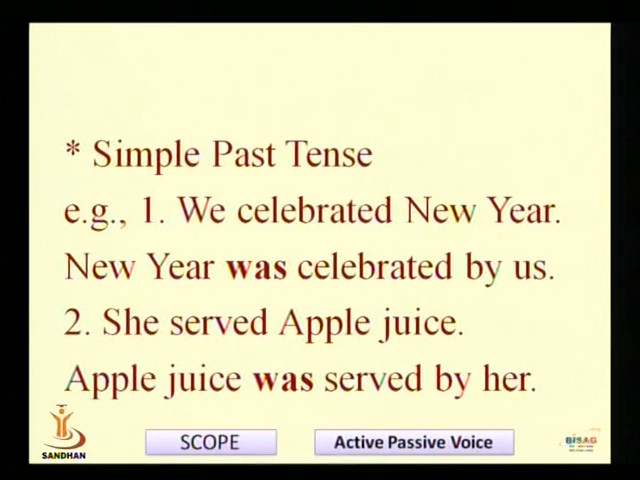 * Simple Past Tense
e.g., 1. We celebrated New Year.
New Year was celebrated by us.
2. She served Apple juice.
Apple juice was served by her.
SANDHAN
SCOPE
Active Passive Voice
BISAG